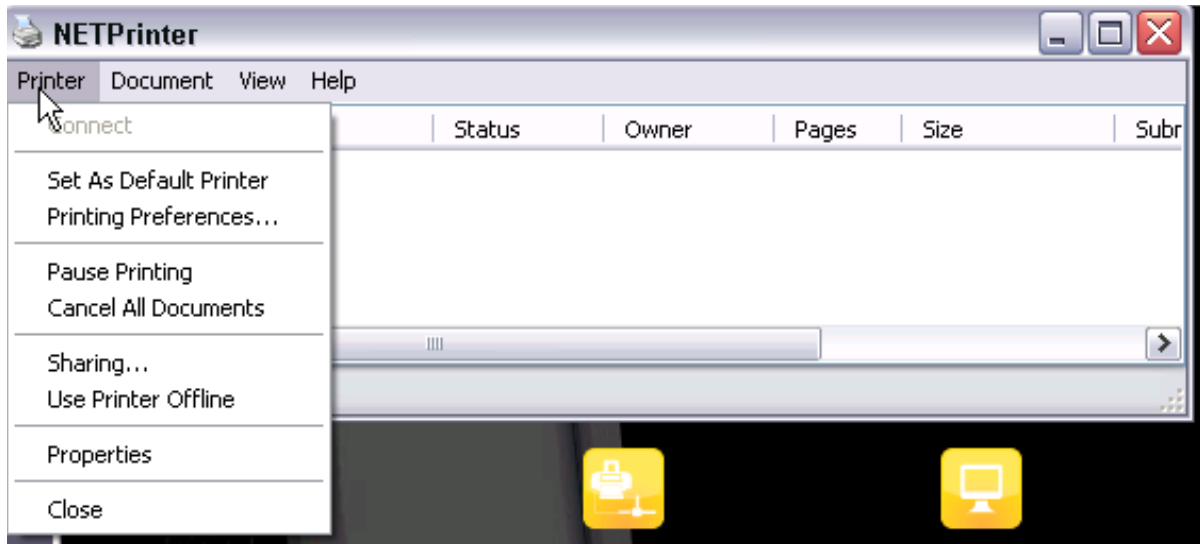 NETPrinter
Printer Document View Help
Connect Status Owner Pages Size Subr
Set As Default Printer
Printing Preferences...
Pause Printing
Cancel All Documents
Sharing...
Use Printer Offline
Properties
Close